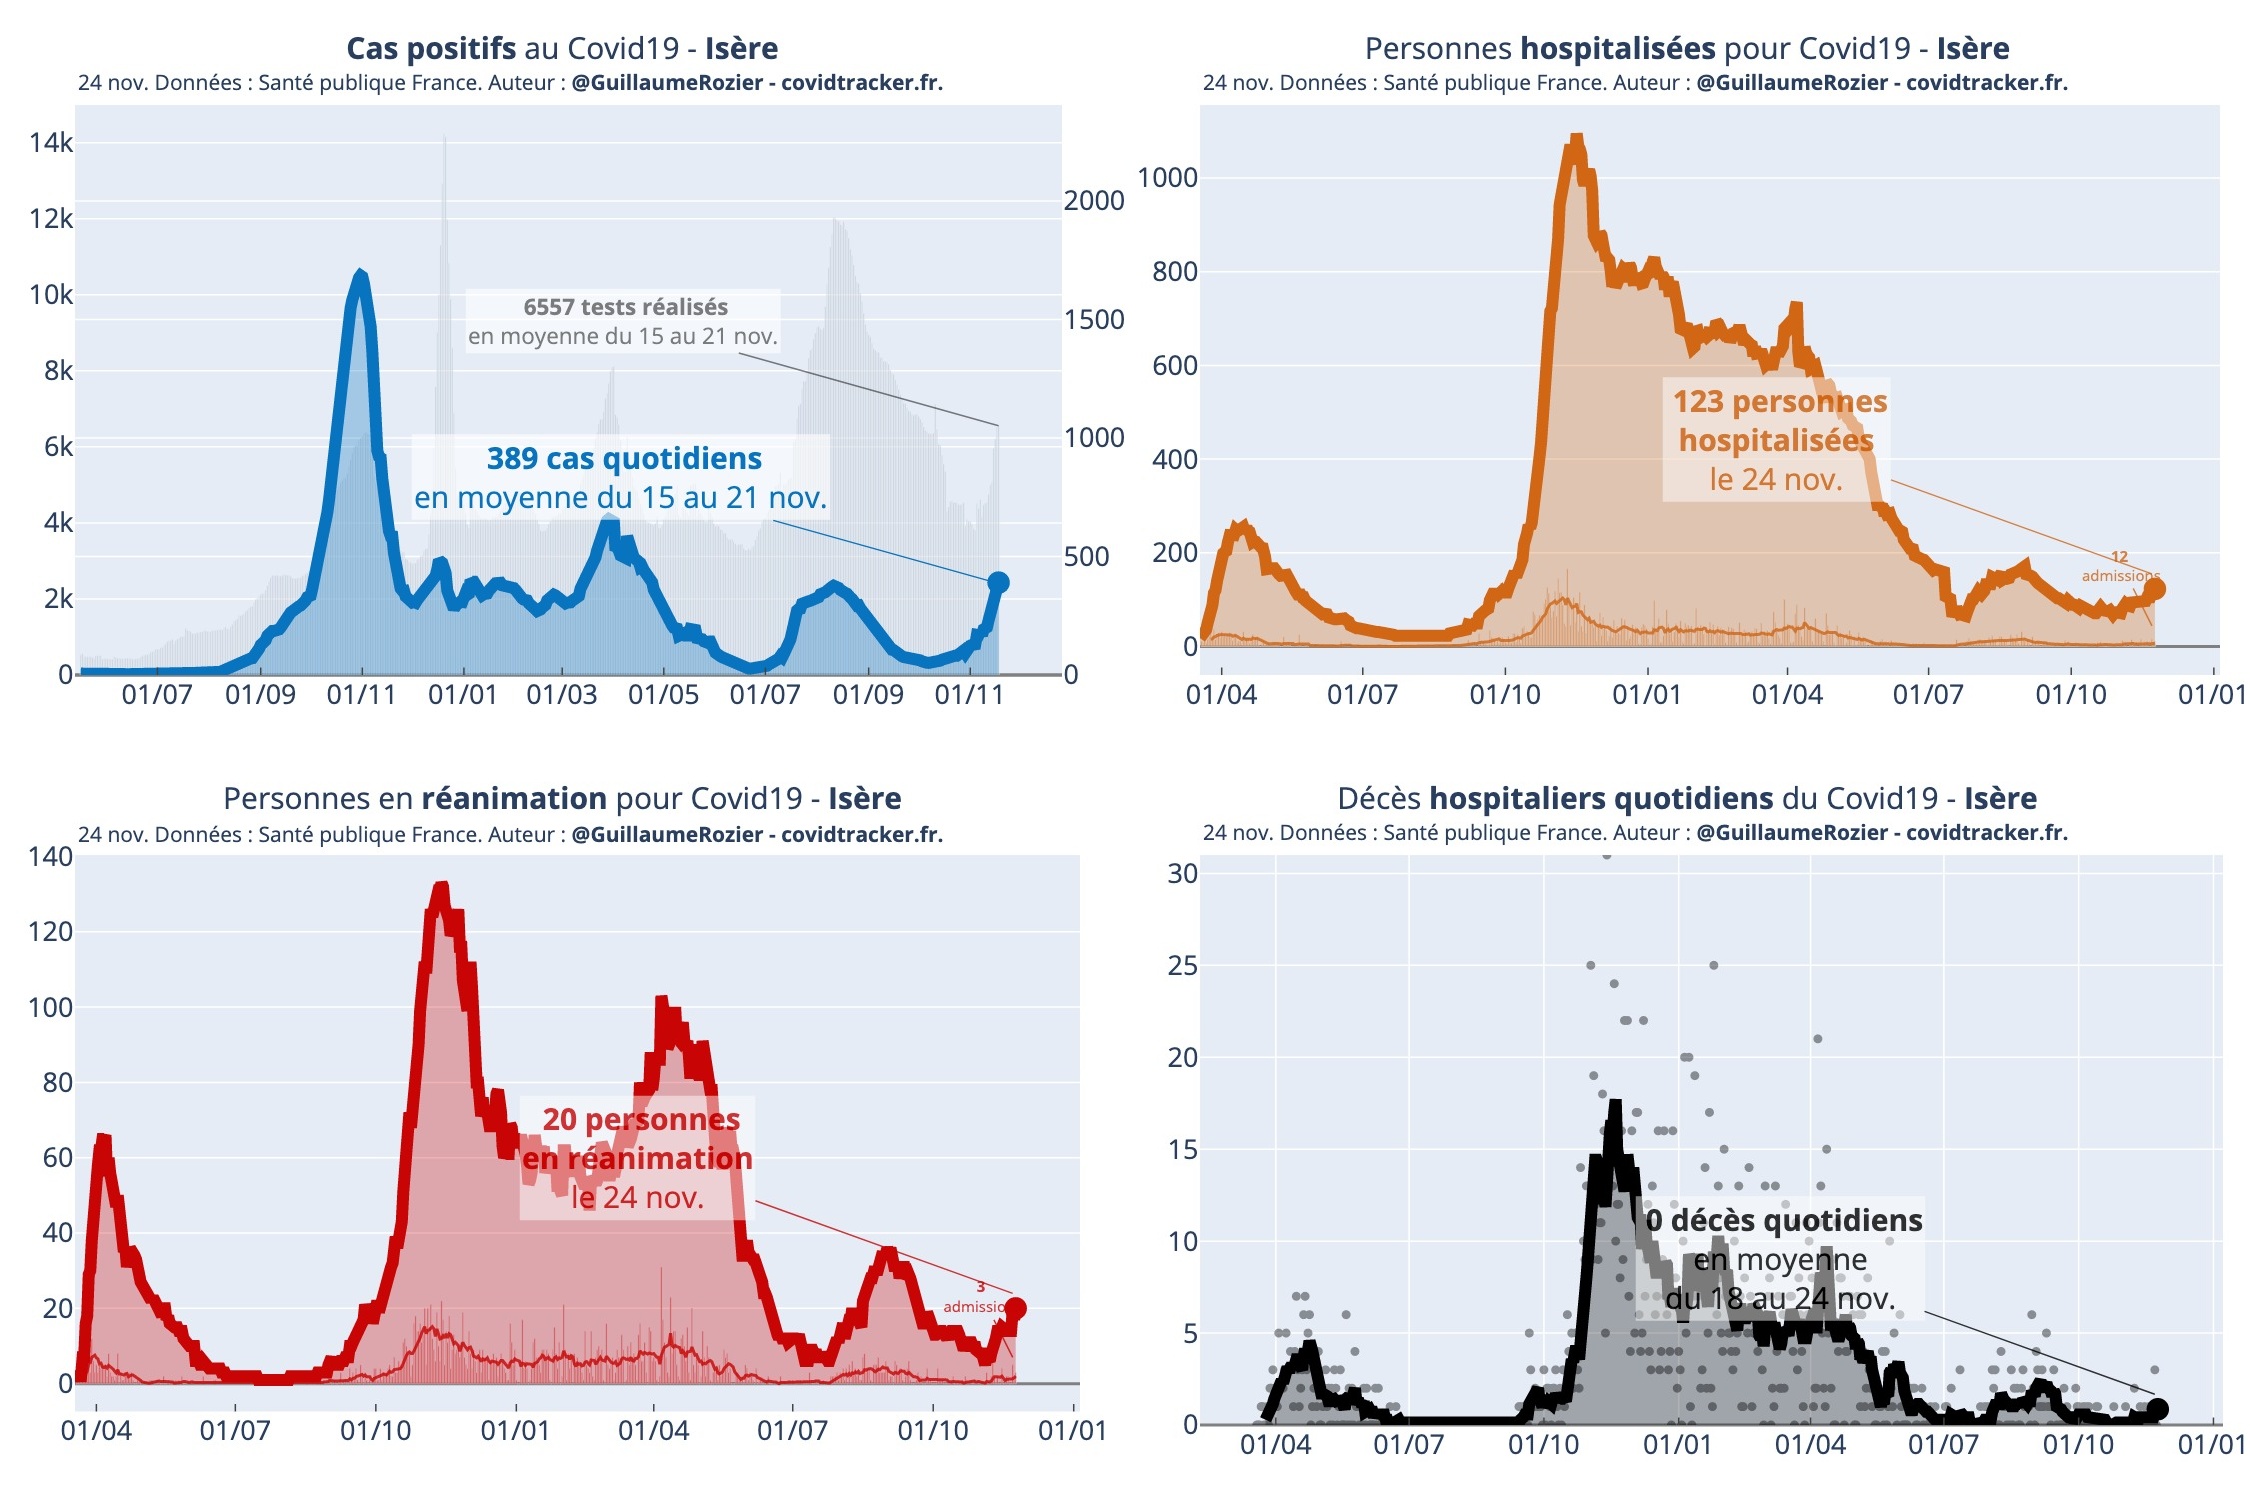 Cas positifs au Covid19 - Isère
24 nov. Données : Santé publique France. Auteur : @GuillaumeRozier - covidtracker.fr.
14k
12k
10k
8k
6k
4k
2k
0
2000
1500
1000
500
0
6557 tests réalisés
en moyenne du 15 au 21 nov.
389 cas quotidiens
en moyenne du 15 au 21 nov.
01/07 01/09 01/11 01/01 01/03 01/05 01/07 01/09 01/11
Personnes hospitalisées pour Covid19 - Isère
24 nov. Données : Santé publique France. Auteur : @GuillaumeRozier - covidtracker.fr.
1000
800
600
400
200
0
123 personnes
hospitalisées
le 24 nov.
12
admissions
01/04 01/07 01/10 01/01 01/04 01/07 01/10 01/01
Personnes en réanimation pour Covid19 - Isère
24 nov. Données : Santé publique France. Auteur : @GuillaumeRozier - covidtracker.fr.
140
120
100
80
60
40
20
0
20 personnes
en réanimation
le 24 nov.
3
admissio
01/04 01/07 01/10 01/01 01/04 01/07 01/10 01/01
Décès hospitaliers quotidiens du Covid19 - Isère
24 nov. Données : Santé publique France. Auteur : @GuillaumeRozier - covidtracker.fr.
30
25
20
15
10
5
0
0 décès quotidiens
en moyenne
du 18 au 24 nov.
01/04 01/07 01/10 01/01 01/04 01/07 01/10 01/01